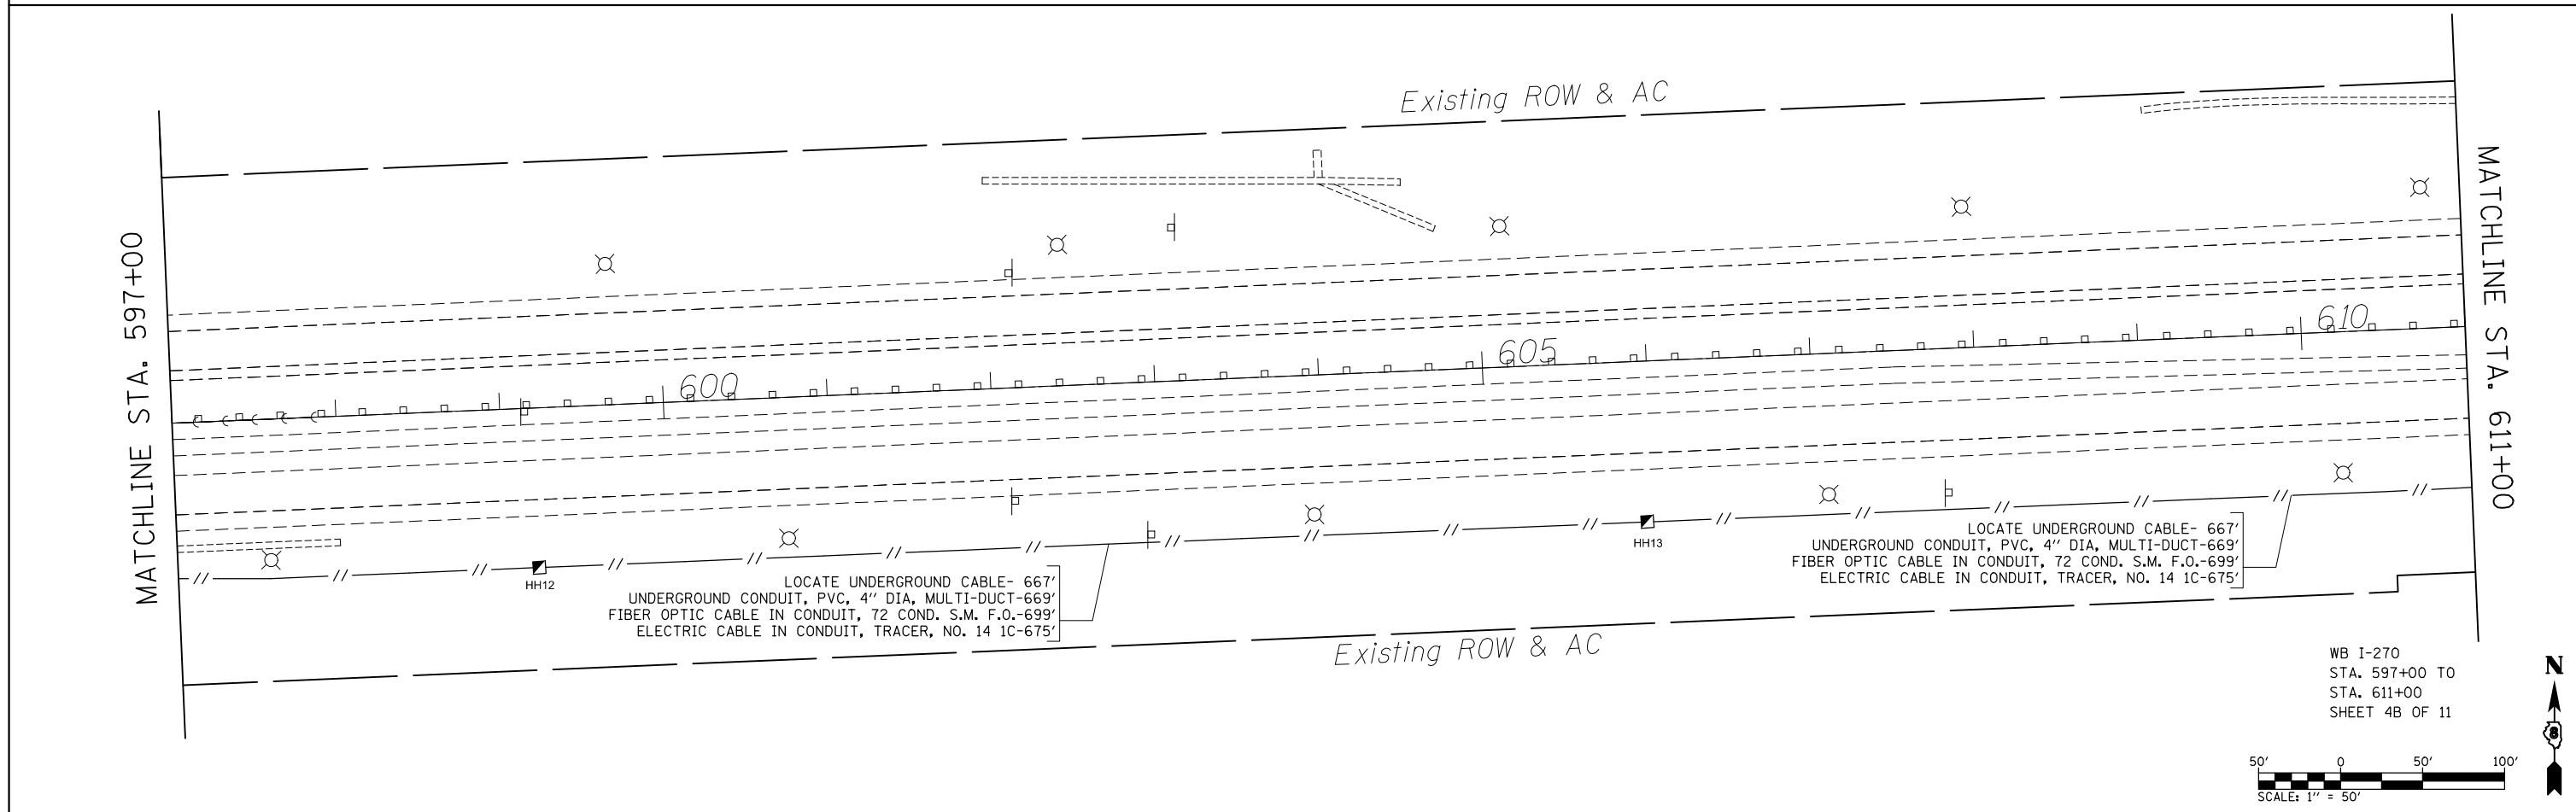 Existing ROW & AC
MATCHLINE STA. 597+00
MATCHLINE STA. 611+00
600
605
610
HH12
HH13
LOCATE UNDERGROUND CABLE- 667'
UNDERGROUND CONDUIT, PVC, 4'' DIA, MULTI-DUCT-669'
FIBER OPTIC CABLE IN CONDUIT, 72 COND. S.M. F.O.-699'
ELECTRIC CABLE IN CONDUIT, TRACER, NO. 14 1C-675'
LOCATE UNDERGROUND CABLE- 667'
UNDERGROUND CONDUIT, PVC, 4'' DIA, MULTI-DUCT-669'
FIBER OPTIC CABLE IN CONDUIT, 72 COND. S.M. F.O.-699'
ELECTRIC CABLE IN CONDUIT, TRACER, NO. 14 1C-675'
Existing ROW & AC
WB I-270
STA. 597+00 TO
STA. 611+00
SHEET 4B OF 11
N
8
50' 0 50' 100'
SCALE: 1'' = 50'